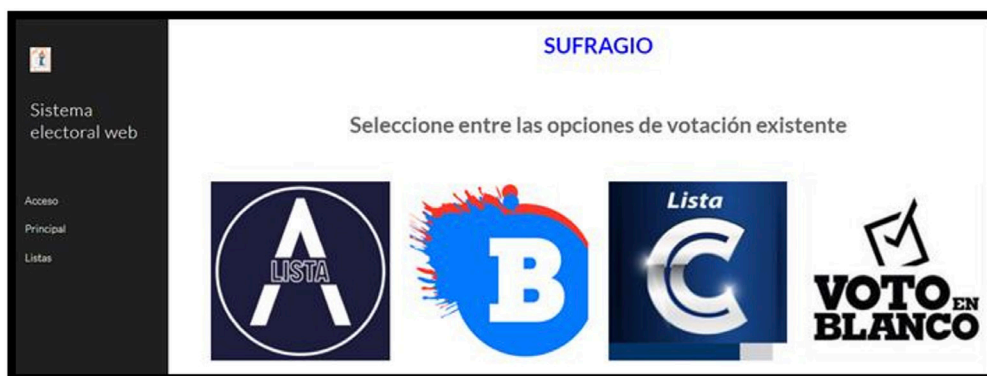 Sistema
electoral web
Acceso
Principal
Listas
SUFRAGIO
Seleccione entre las opciones de votación existente
A
LISTA
B
Lista
C
VOTO EN
BLANCO